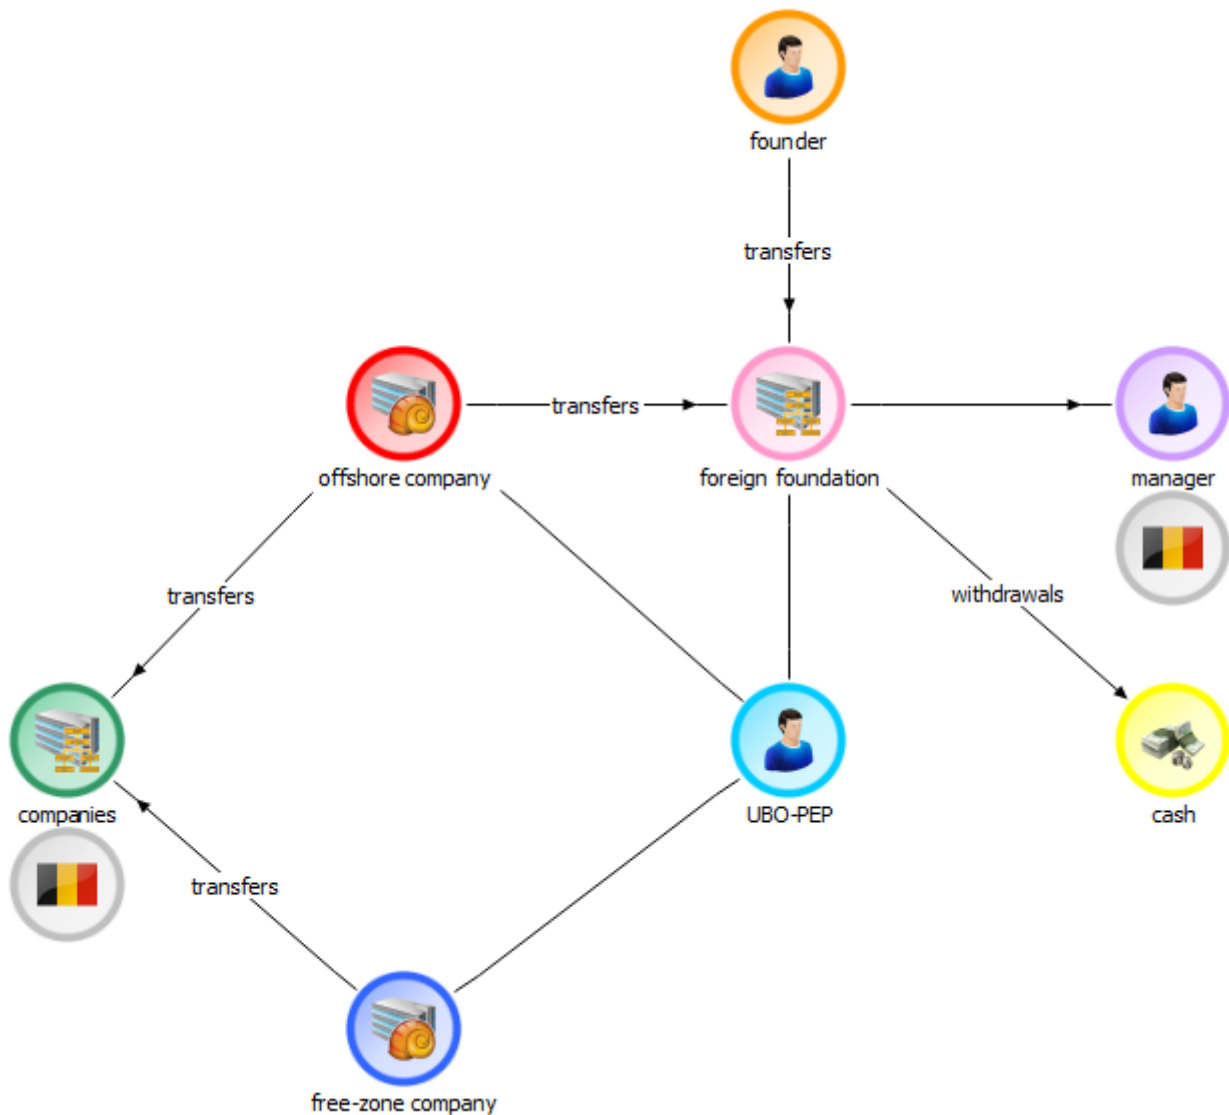 founder
transfers
transfers
offshore company
foreign foundation
manager
transfers
withdrawals
companies
UBO-PEP
cash
transfers
free-zone company